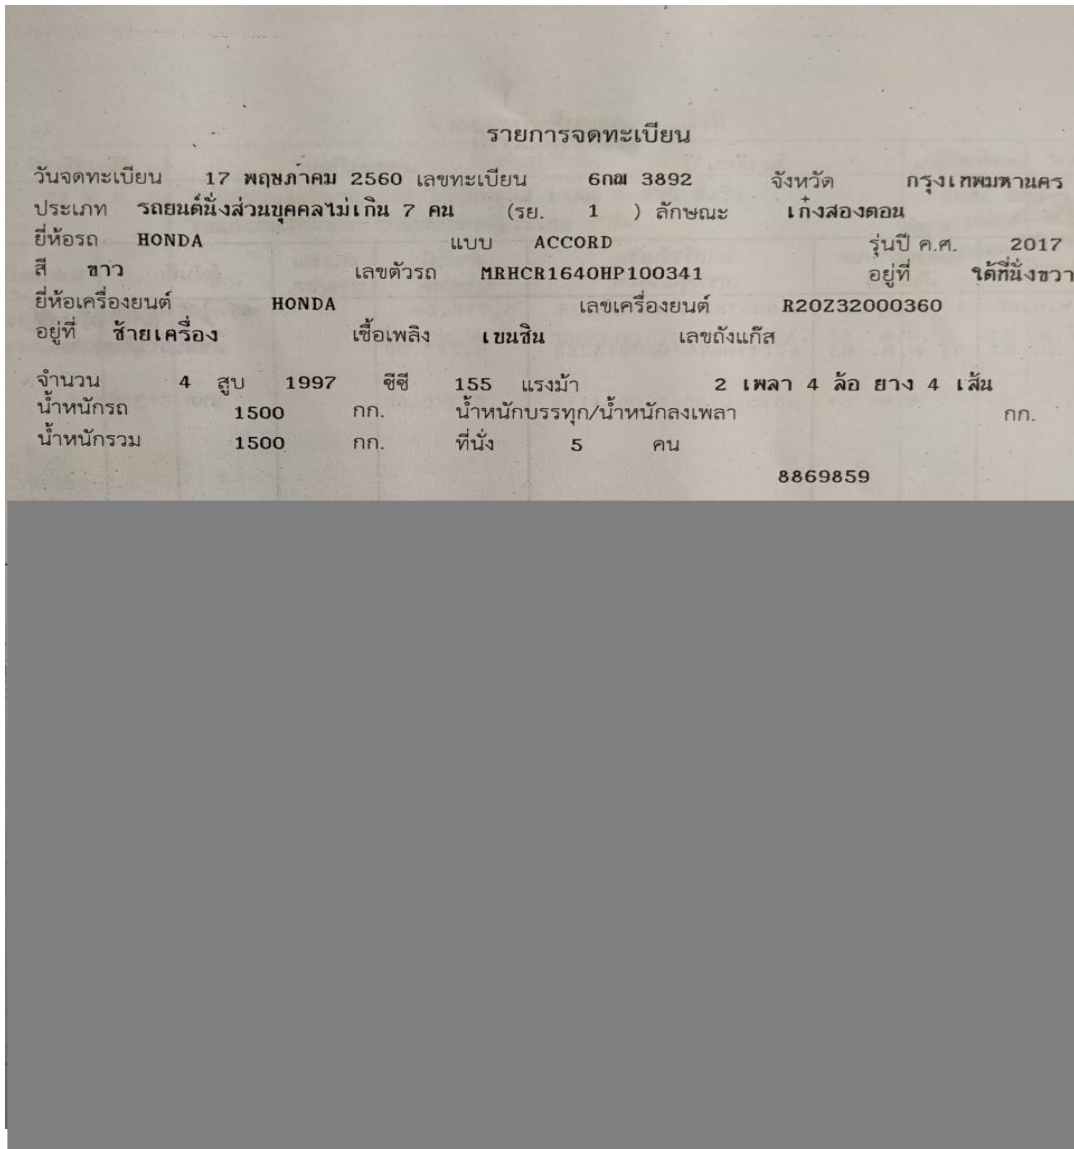 รายการจดทะเบียน
วันจดทะเบียน 17 พฤษภาคม 2560 เลขทะเบียน 6กฌ 3892 จังหวัด กรุงเทพมหานคร
ประเภท รถยนต์นั่งส่วนบุคคลไม่เกิน 7 คน (รย. 1 ) ลักษณะ เก๋งสองตอน
ยี่ห้อรถ HONDA แบบ ACCORD รุ่นปี ค.ศ. 2017
สี ขาว เลขตัวรถ MRHCR1640HP100341 อยู่ที่ ใต้ที่นั่งขวา
ยี่ห้อเครื่องยนต์ HONDA เลขเครื่องยนต์ R20Z32000360
อยู่ที่ ซ้ายเครื่อง เชื้อเพลิง เบนซิน เลขถังแก๊ส
จำนวน 4 สูบ 1997 ซีซี 155 แรงม้า 2 เพลา 4 ล้อ ยาง 4 เส้น
น้ำหนักรถ 1500 กก. น้ำหนักบรรทุก/น้ำหนักลงเพลา กก.
น้ำหนักรวม 1500 กก. ที่นั่ง 5 คน
8869859